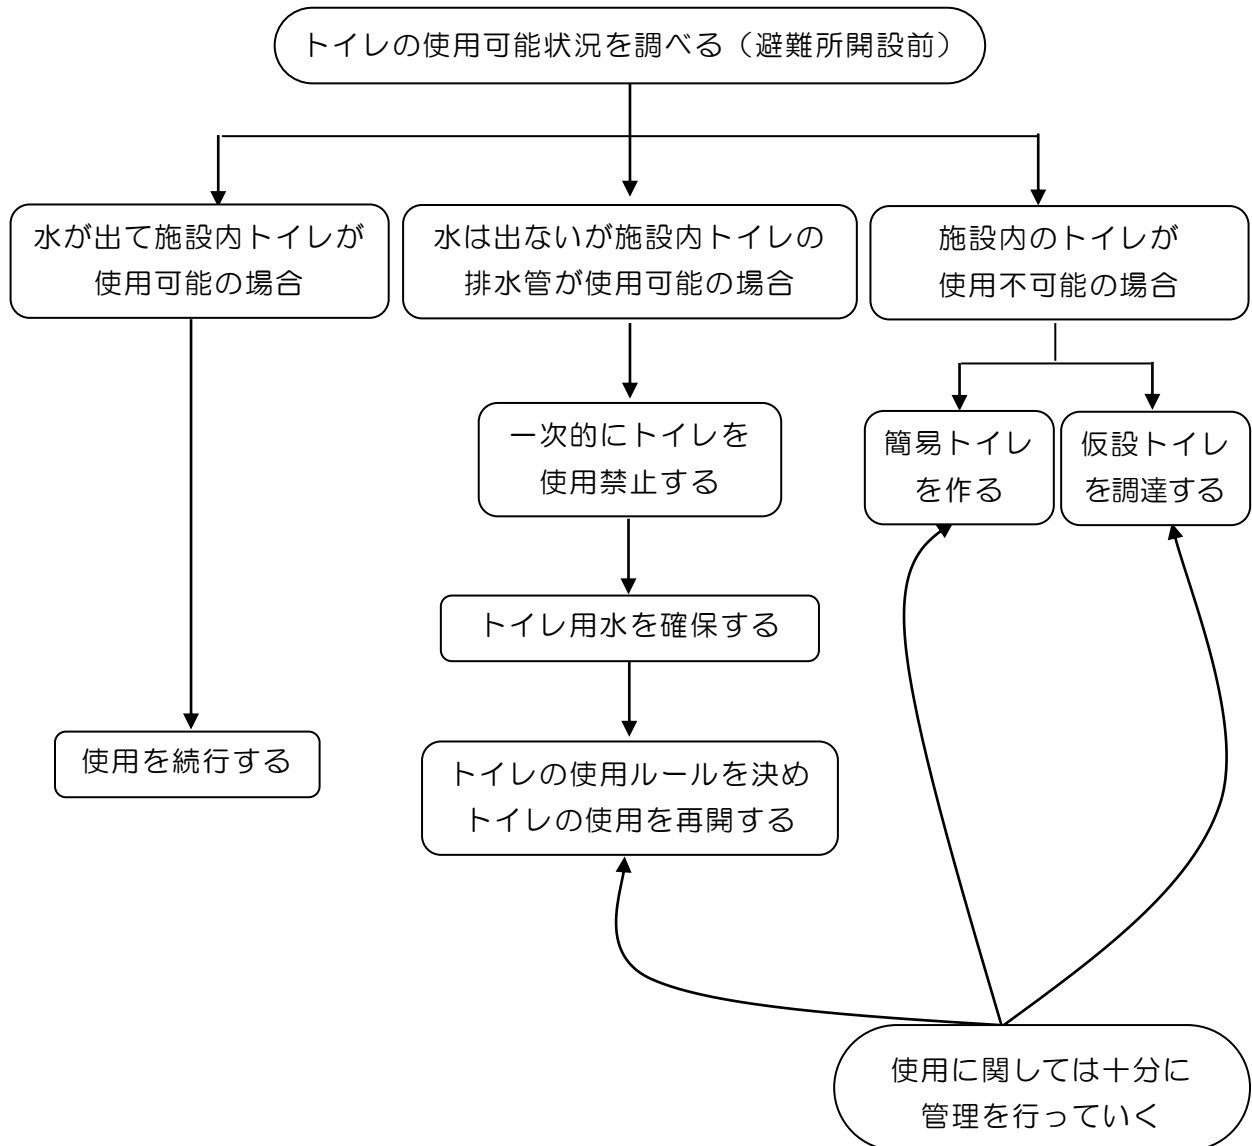 トイレの使用可能状況を調べる（避難所開設前）
水が出て施設内トイレが
使用可能の場合
水は出ないが施設内トイレの
排水管が使用可能の場合
施設内のトイレが
使用不可能の場合
一次的にトイレを
使用禁止する
簡易トイレ
を作る
仮設トイレ
を調達する
トイレ用水を確保する
使用を続行する
トイレの使用ルールを決め
トイレの使用を再開する
使用に関しては十分に
管理を行っていく